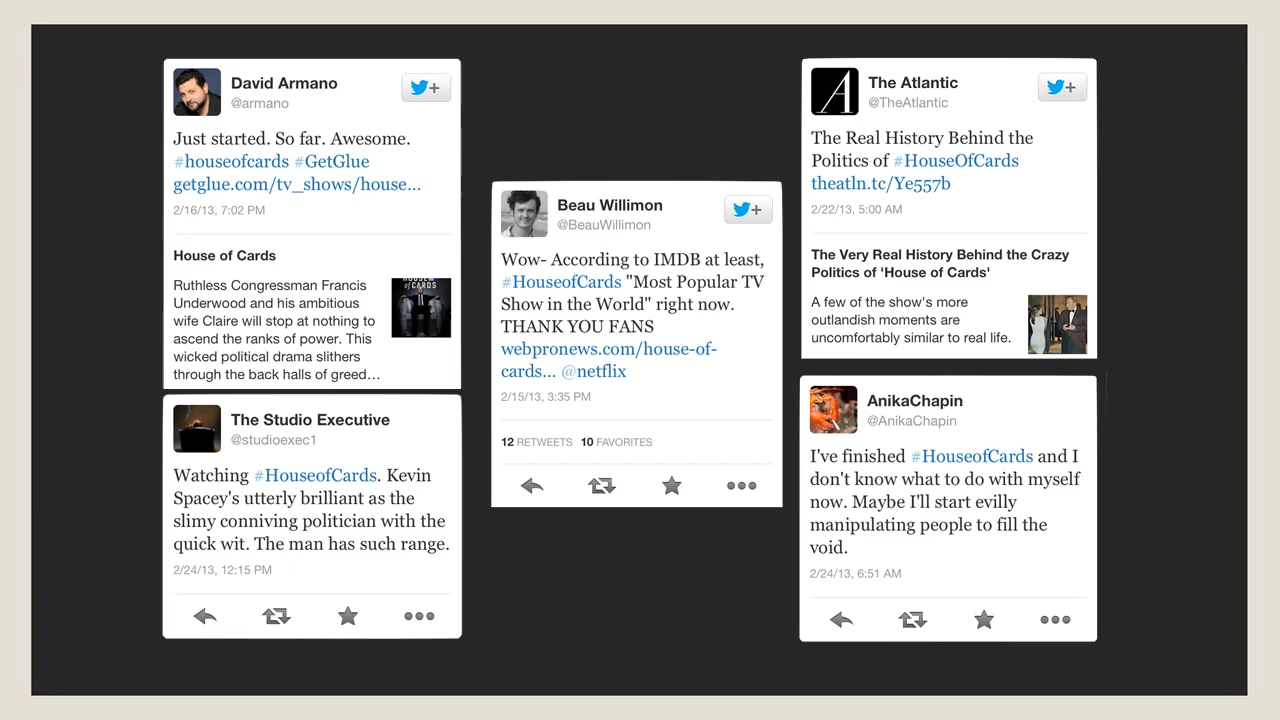 David Armano
@armano
Just started. So far. Awesome.
#houseofcards #GetGlue
getglue.com/tv_shows/house...
2/16/13, 7:02 PM
House of Cards
Ruthless Congressman Francis
Underwood and his ambitious
wife Claire will stop at nothing to
ascend the ranks of power. This
wicked political drama slithers
through the back halls of greed...
HOUSE
of CARDS
The Studio Executive
@studioexec1
Watching #HouseofCards. Kevin
Spacey's utterly brilliant as the
slimy conniving politician with the
quick wit. The man has such range.
2/24/13, 12:15 PM
Beau Willimon
@BeauWillimon
Wow- According to IMDB at least,
#HouseofCards "Most Popular TV
Show in the World" right now.
THANK YOU FANS
webpronews.com/house-of-
cards... @netflix
2/15/13, 3:35 PM
12 RETWEETS 10 FAVORITES
A
The Atlantic
@TheAtlantic
The Real History Behind the
Politics of #HouseOfCards
theatln.tc/Ye557b
2/22/13, 5:00 AM
The Very Real History Behind the Crazy
Politics of 'House of Cards'
A few of the show's more
outlandish moments are
uncomfortably similar to real life.
AnikaChapin
@AnikaChapin
I've finished #HouseofCards and I
don't know what to do with myself
now. Maybe I'll start evilly
manipulating people to fill the
void.
2/24/13, 6:51 AM